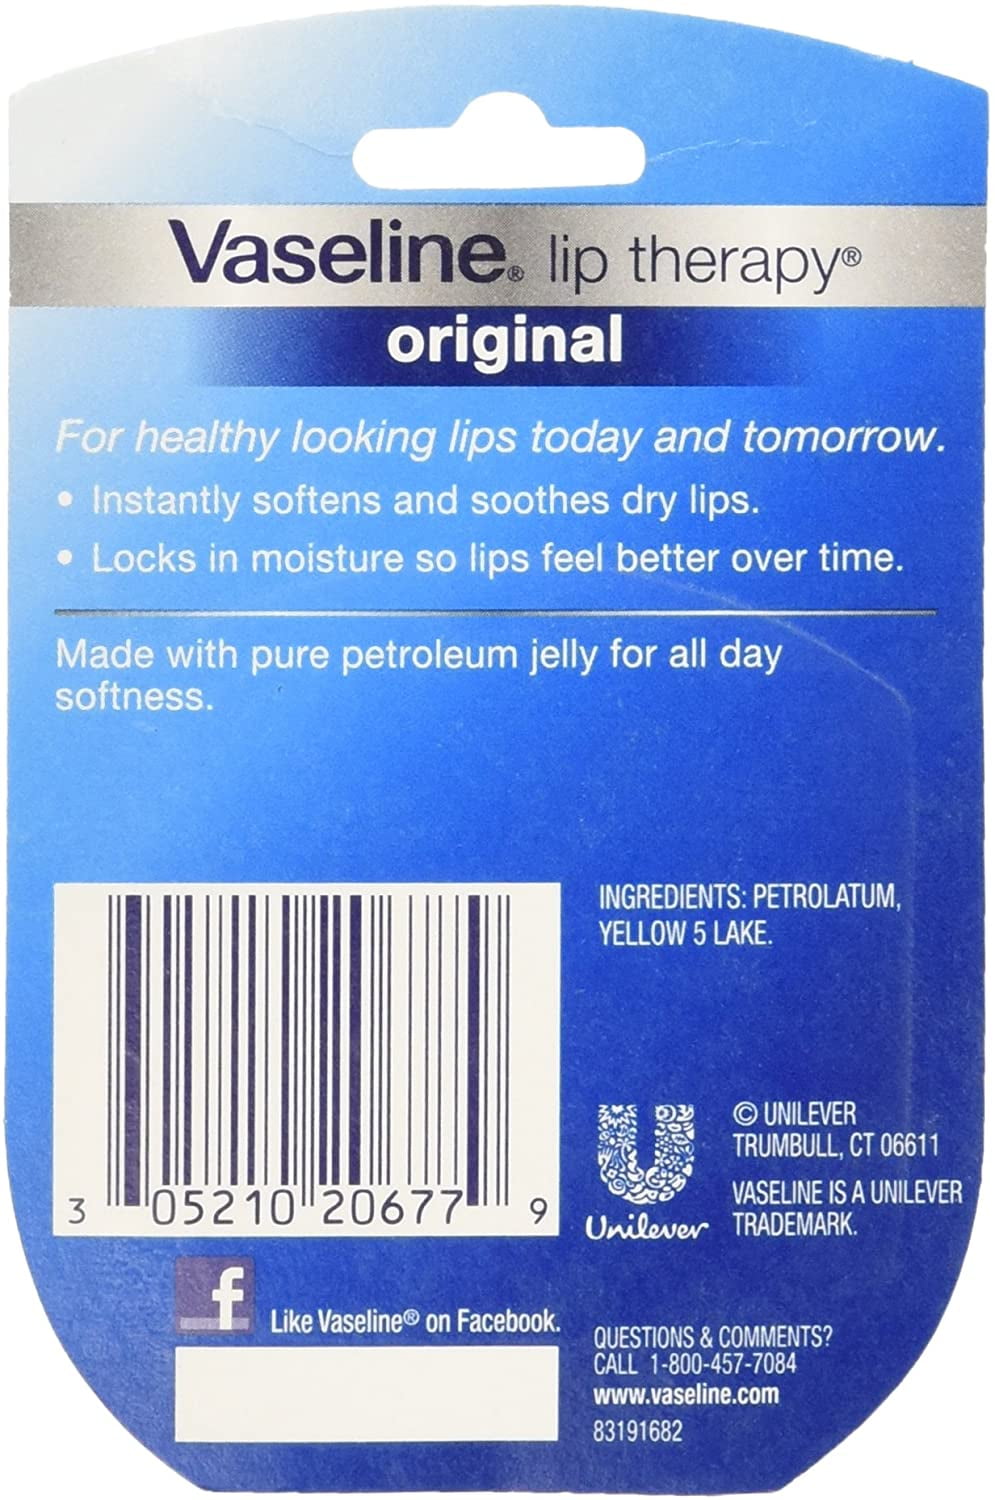 Vaseline® lip therapy®
original
For healthy looking lips today and tomorrow.
• Instantly softens and soothes dry lips.
• Locks in moisture so lips feel better over time.
Made with pure petroleum jelly for all day
softness.
INGREDIENTS: PETROLATUM,
YELLOW 5 LAKE.
3 05210 20677 9
Unilever
© UNILEVER
TRUMBULL, CT 06611
VASELINE IS A UNILEVER
TRADEMARK.
f Like Vaseline® on Facebook.
QUESTIONS & COMMENTS?
CALL 1-800-457-7084
www.vaseline.com
83191682